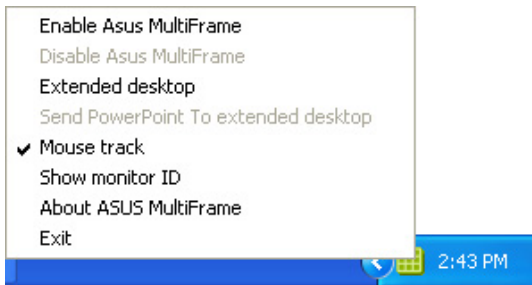 Enable Asus MultiFrame
Disable Asus MultiFrame
Extended desktop
Send PowerPoint To extended desktop
Mouse track
Show monitor ID
About ASUS MultiFrame
Exit
2:43 PM